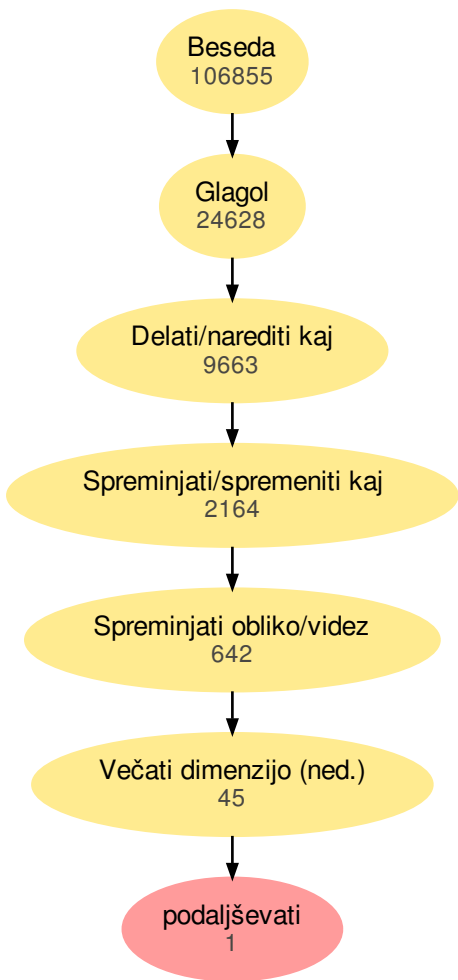 Beseda
106855
Glagol
24628
Delati/narediti kaj
9663
Spreminjati/spremeniti kaj
2164
Spreminjati obliko/videz
642
Večati dimenzijo (ned.)
45
podaljševati
1